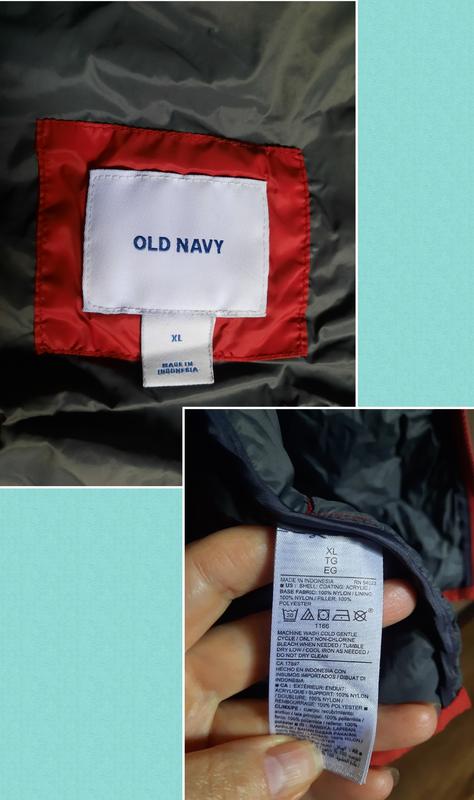 OLD NAVY
XL
MADE IN
INDONESIA
XL
TG
EG
MADE IN INDONESIA RN 54023
■ US : SHELL: COATING: ACRYLIC /
BASE FABRIC: 100% NYLON / LINING:
100% NYLON / FILLER: 100%
POLYESTER
1166
MACHINE WASH COLD GENTLE
CYCLE / ONLY NON-CHLORINE
BLEACH WHEN NEEDED / TUMBLE
DRY LOW / COOL IRON AS NEEDED /
DO NOT DRY CLEAN
CA 17897
HECHO EN INDONESIA CON
INSUMOS IMPORTADOS / DIBUAT DI
INDONESIA
■ CA : EXTÉRIEUR: ENDUIT:
ACRYLIQUE / SUPPORT: 100% NYLON
/ DOUBLURE: 100% NYLON /
REMBOURRAGE: 100% POLYESTER
cuerpo: recubrimiento: